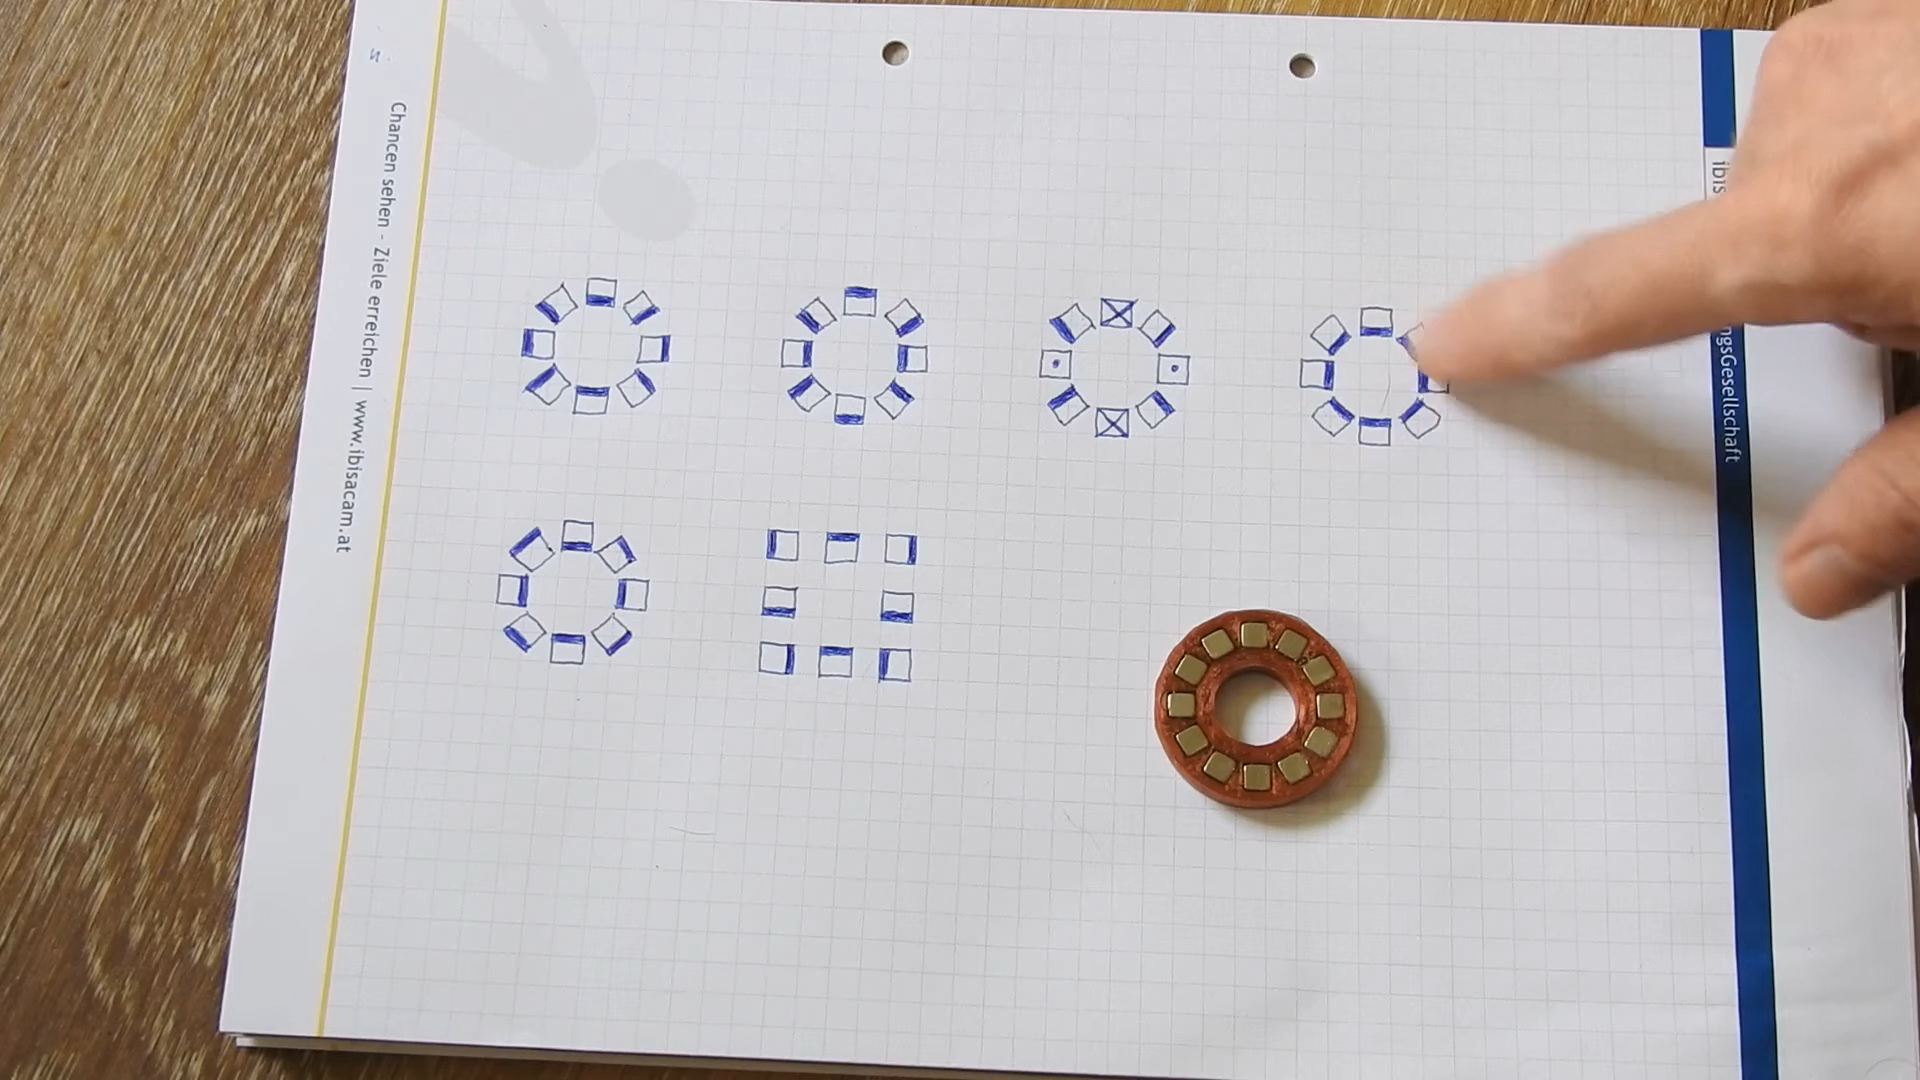 Chancen sehen - Ziele erreichen | www.ibisacam.at
ibis
ngsGesellschaft